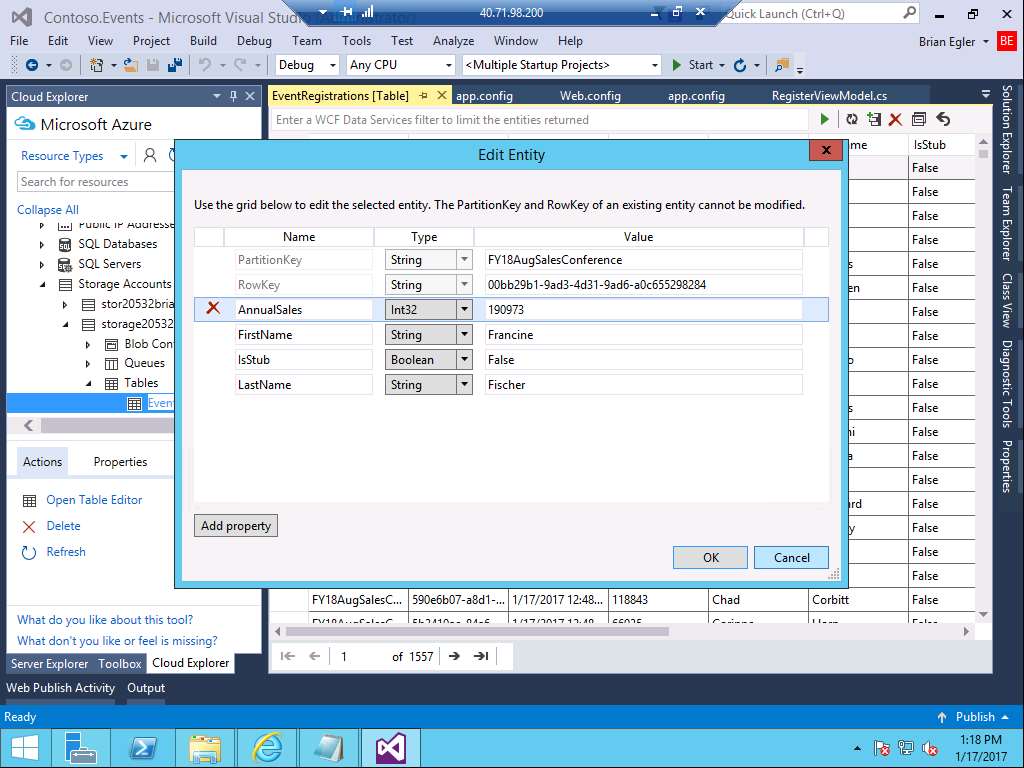 Contoso.Events - Microsoft Visual Studio (Administrator)
40.71.98.200
Quick Launch (Ctrl+Q)
File Edit View Project Build Debug Team Tools Test Analyze Window Help
Brian Egler BE
Debug Any CPU <Multiple Startup Projects> Start
Cloud Explorer
EventRegistrations [Table] app.config Web.config app.config RegisterViewModel.cs
Microsoft Azure
Enter a WCF Data Services filter to limit the entities returned
Resource Types
me IsStub
Search for resources
Collapse All
Public IP Addresse
SQL Databases
SQL Servers
Storage Accounts
stor20532bria
storage20532
Blob Con
Queues
Tables
Event
Actions Properties
Open Table Editor
Delete
Refresh
What do you like about this tool?
What don't you like or feel is missing?
Server Explorer Toolbox Cloud Explorer
Web Publish Activity Output
Edit Entity
X
Use the grid below to edit the selected entity. The PartitionKey and RowKey of an existing entity cannot be modified.
Name Type Value
PartitionKey String FY18AugSalesConference
RowKey String 00bb29b1-9ad3-4d31-9ad6-a0c655298284
AnnualSales Int32 190973
FirstName String Francine
IsStub Boolean False
LastName String Fischer
Add property
OK Cancel
False
False
False
False
s False
en False
False
False
o False
False
s False
ni False
a False
False
rd False
y False
False
False
FY18AugSalesC... 590e6b07-a8d1-... 1/17/2017 12:48... 118843 Chad Corbitt False
1 of 1557
Solution Explorer
Team Explorer
Class View
Diagnostic Tools
Properties
Ready
Publish
1:18 PM
1/17/2017